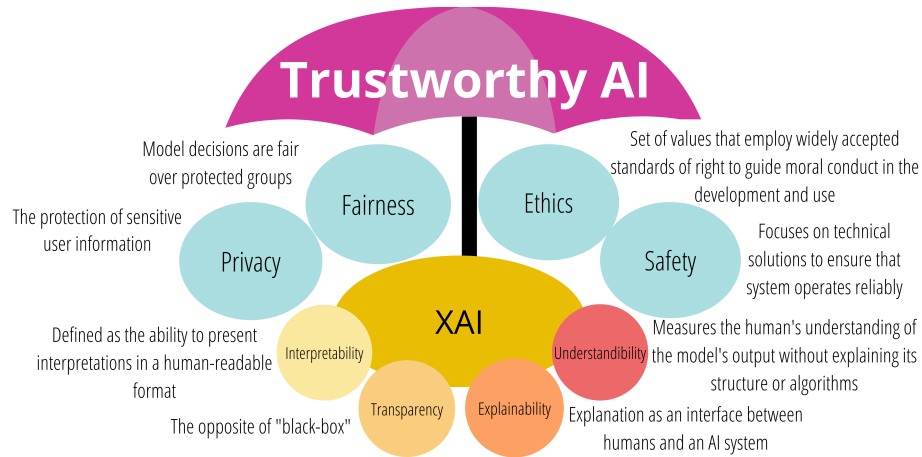 Trustworthy AI
Model decisions are fair
over protected groups
Fairness
Ethics
Set of values that employ widely accepted
standards of right to guide moral conduct in the
development and use
The protection of sensitive
user information
Privacy
Safety
Focuses on technical
solutions to ensure that
system operates reliably
XAI
Defined as the ability to present
interpretations in a human-readable
format
Interpretability
Understandibility
Measures the human's understanding of
the model's output without explaining its
structure or algorithms
The opposite of "black-box"
Transparency
Explainability
Explanation as an interface between
humans and an AI system